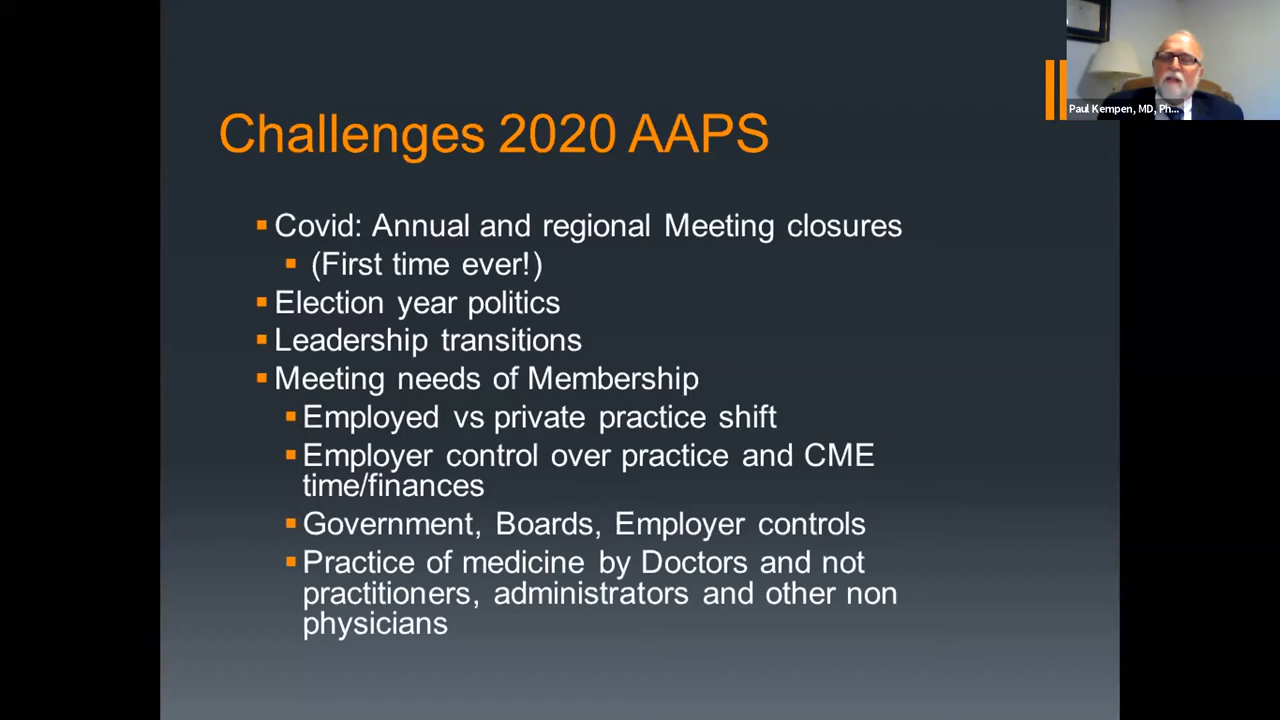 Paul Kempen, MD, Ph...
Challenges 2020 AAPS
Covid: Annual and regional Meeting closures
(First time ever!)
Election year politics
Leadership transitions
Meeting needs of Membership
Employed vs private practice shift
Employer control over practice and CME
time/finances
Government, Boards, Employer controls
Practice of medicine by Doctors and not
practitioners, administrators and other non
physicians